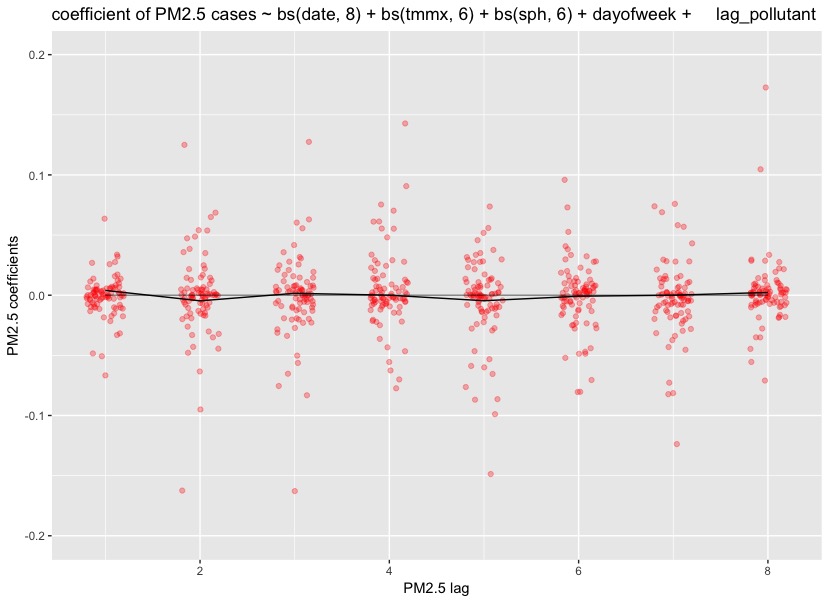 coefficient of PM2.5 cases ~ bs(date, 8) + bs(tmmx, 6) + bs(sph, 6) + dayofweek +     lag_pollutant
0.2
0.1
0.0
-0.1
-0.2
PM2.5 coefficients
2 4 6 8
PM2.5 lag